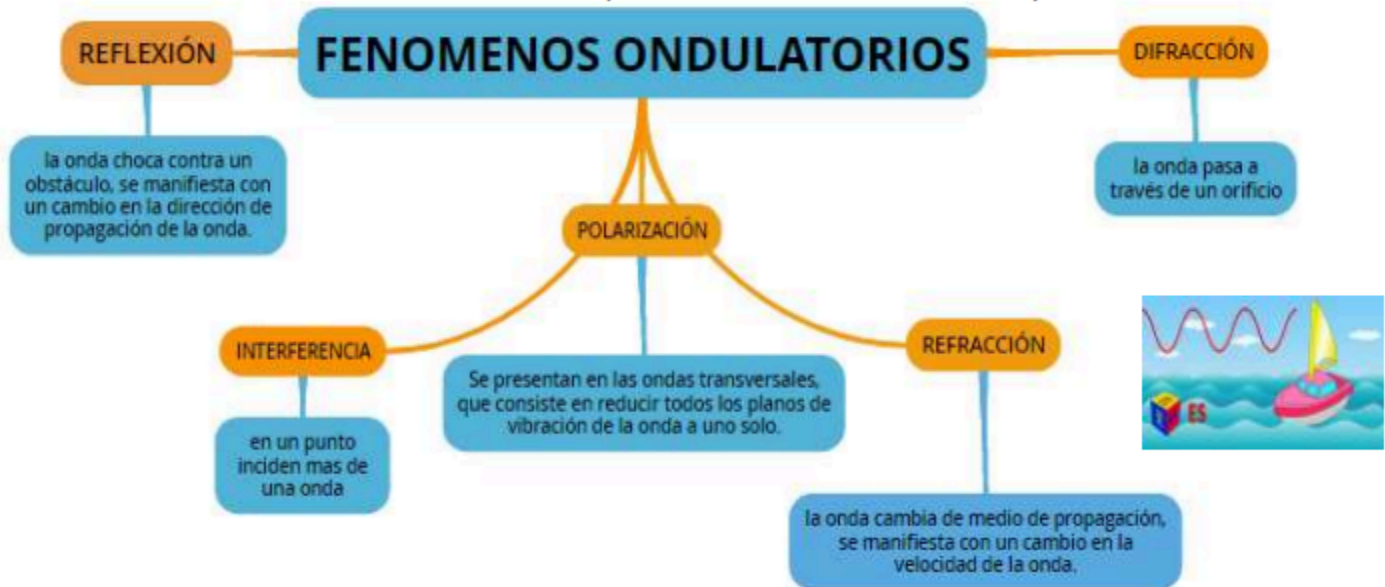 FENOMENOS ONDULATORIOS
REFLEXIÓN
la onda choca contra un
obstáculo, se manifiesta con
un cambio en la dirección de
propagación de la onda.
DIFRACCIÓN
la onda pasa a
través de un orificio
POLARIZACIÓN
Se presentan en las ondas transversales,
que consiste en reducir todos los planos de
vibración de la onda a uno solo.
INTERFERENCIA
en un punto
inciden mas de
una onda
REFRACCIÓN
la onda cambia de medio de propagación,
se manifiesta con un cambio en la
velocidad de la onda.
ES